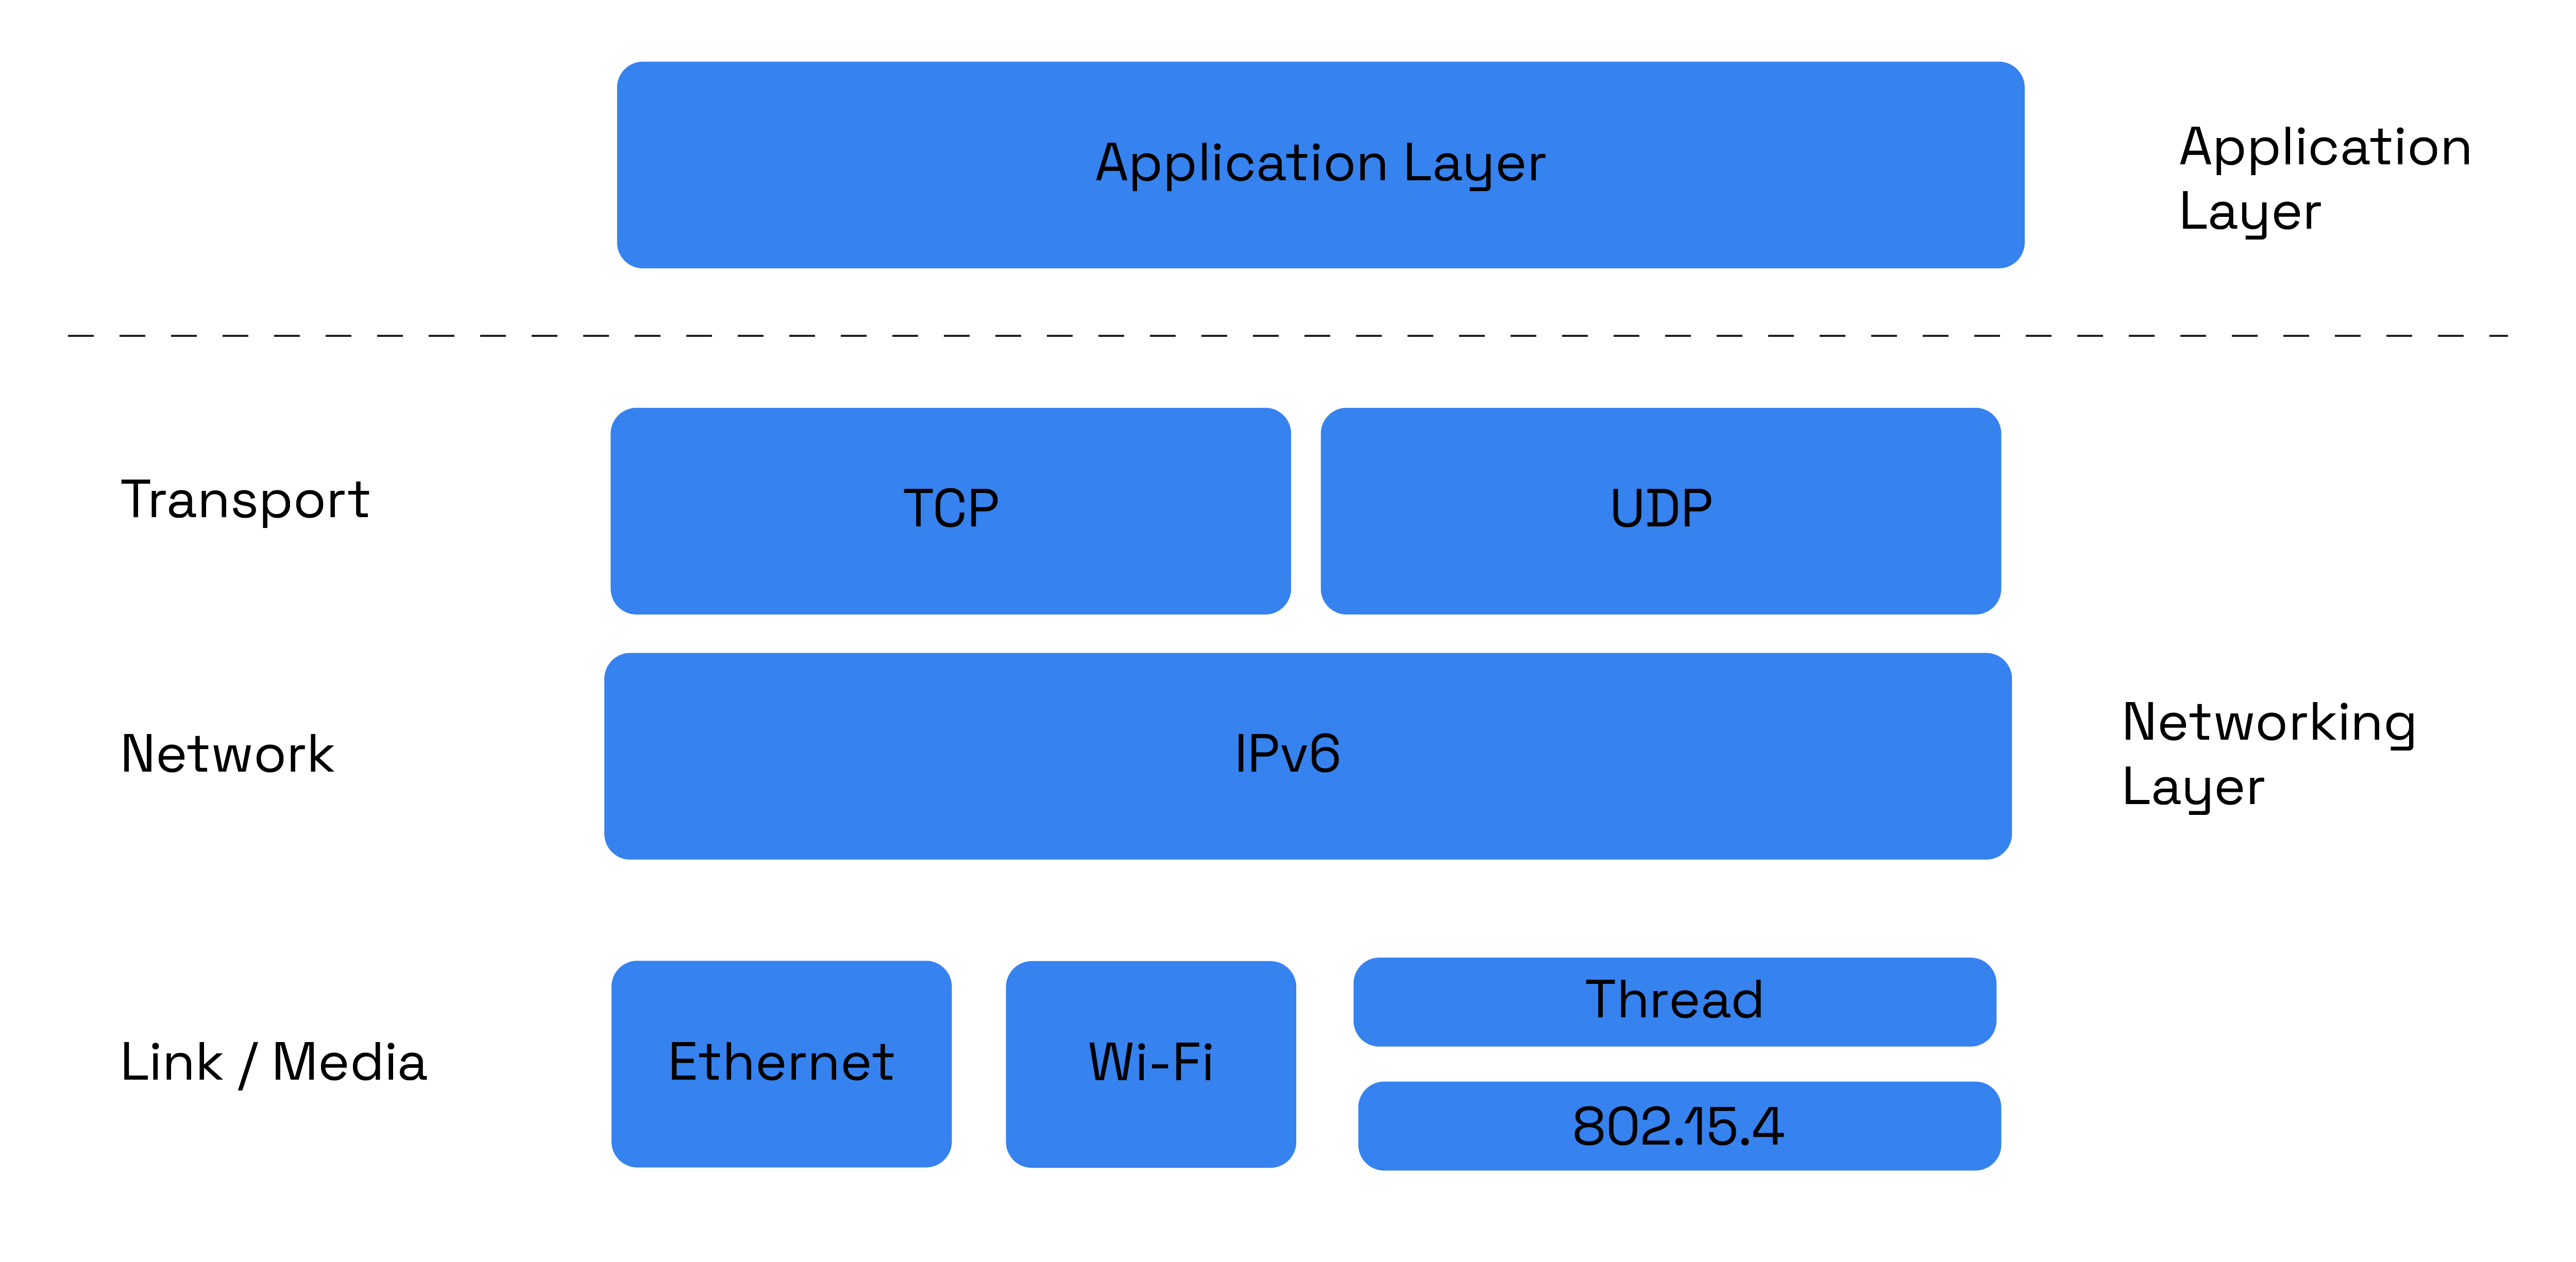 Application Layer
Application
Layer
Transport
TCP
UDP
Network
IPv6
Networking
Layer
Link / Media
Ethernet
Wi-Fi
Thread
802.15.4